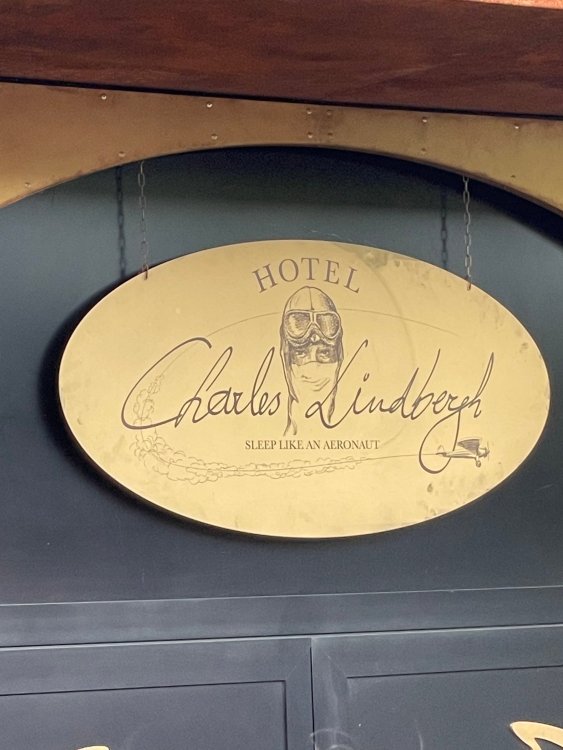 HOTEL
Charles Lindbergh
SLEEP LIKE AN AERONAUT